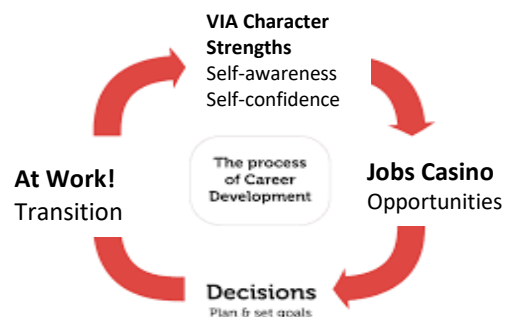 VIA Character
Strengths
Self-awareness
Self-confidence
Jobs Casino
Opportunities
Decisions
Plan & set goals
At Work!
Transition
The process
of Career
Development